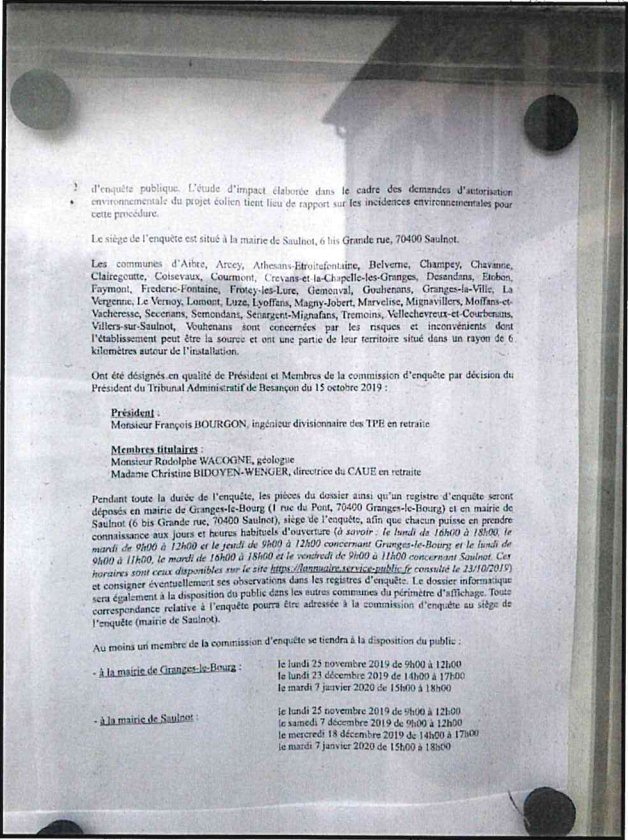 d'enquête publique. L'étude d'impact élaborée dans le cadre des demandes d'autorisation
environnementale du projet éolien tient lieu de rapport sur les incidences environnementales pour
cette procédure.
Le siège de l'enquête est situé à la mairie de Saulnot, 6 bis Grande rue, 70400 Saulnot.
Les communes d'Aibre, Arcey, Athesans-Etroitefontaine, Belverne, Champey, Chavanne,
Clairegoutte, Coisevaux, Courmont, Crevans-et-la-Chapelle-les-Granges, Desandans, Etobon,
Faymont, Frederic-Fontaine, Frotey-les-Lure, Gemonval, Gouhenans, Granges-la-Ville, La
Vergenne, Le Vernoy, Lomont, Luze, Lyoffans, Magny-Jobert, Marvelise, Mignavillers, Moffans-et-
Vacheresse, Secenans, Semondans, Senargent-Mignafans, Tremoins, Vellechevreux-et-Courbenans,
Villers-sur-Saulnot, Vouhenans sont concernées par les risques et inconvénients dont
l'établissement peut être la source et ont une partie de leur territoire situé dans un rayon de 6
kilomètres autour de l'installation.
Ont été désignés en qualité de Président et Membres de la commission d'enquête par décision du
Président du Tribunal Administratif de Besançon du 15 octobre 2019 :
Président :
Monsieur François BOURGON, ingénieur divisionnaire des TPE en retraite
Membres titulaires :
Monsieur Rodolphe WACOGNE, géologue
Madame Christine BIDOYEN-WENGER, directrice du CAUE en retraite
Pendant toute la durée de l'enquête, les pièces du dossier ainsi qu'un registre d'enquête seront
déposés en mairie de Granges-le-Bourg (1 rue du Pont, 70400 Granges-le-Bourg) et en mairie de
Saulnot (6 bis Grande rue, 70400 Saulnot), siège de l'enquête, afin que chacun puisse en prendre
connaissance aux jours et heures habituels d'ouverture (à savoir : le lundi de 16h00 à 18h00, le
mardi de 9h00 à 12h00 et le jeudi de 9h00 à 12h00 concernant Granges-le-Bourg et le lundi de
9h00 à 11h00, le mardi de 16h00 à 18h00 et le vendredi de 9h00 à 11h00 concernant Saulnot. Ces
horaires sont ceux disponibles sur le site https://lannuaire.service-public.fr consulté le 23/10/2019)
et consigner éventuellement ses observations dans les registres d'enquête. Le dossier informatique
sera également à la disposition du public dans les autres communes du périmètre d'affichage. Toute
correspondance relative à l'enquête pourra être adressée à la commission d'enquête au siège de
l'enquête (mairie de Saulnot).
Au moins un membre de la commission d'enquête se tiendra à la disposition du public :
- à la mairie de Granges-le-Bourg :
le lundi 25 novembre 2019 de 9h00 à 12h00
le lundi 23 décembre 2019 de 14h00 à 17h00
le mardi 7 janvier 2020 de 15h00 à 18h00
- à la mairie de Saulnot :
le lundi 25 novembre 2019 de 9h00 à 12h00
le samedi 7 décembre 2019 de 9h00 à 12h00
le mercredi 18 décembre 2019 de 14h00 à 17h00
le mardi 7 janvier 2020 de 15h00 à 18h00